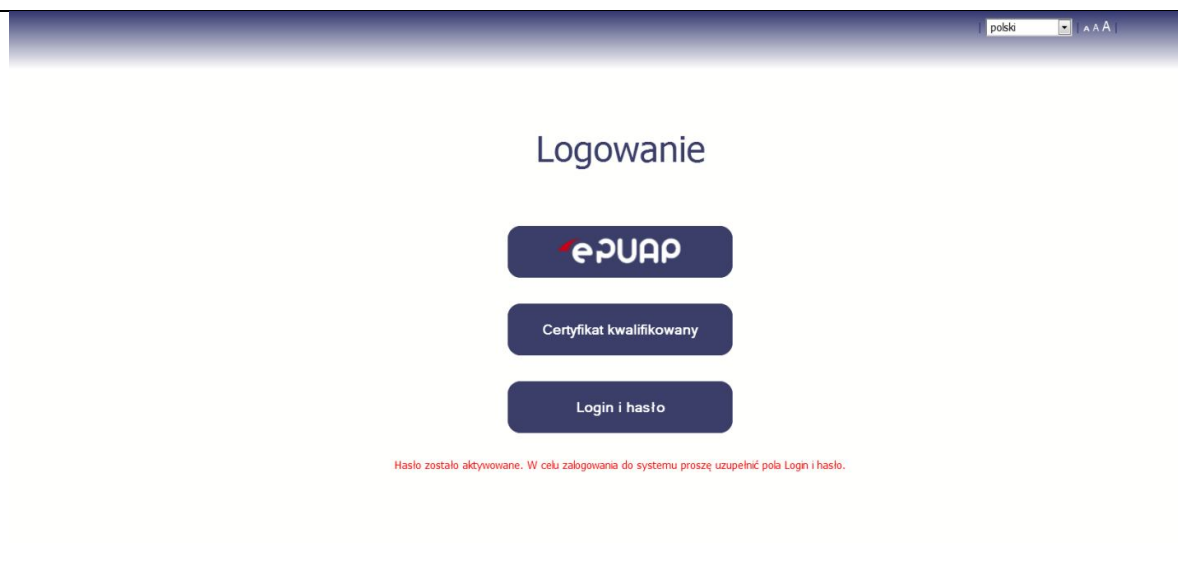 polski
A A A
Logowanie
ePUAP
Certyfikat kwalifikowany
Login i hasło
Hasło zostało aktywowane. W celu zalogowania do systemu proszę uzupełnić pola Login i hasło.